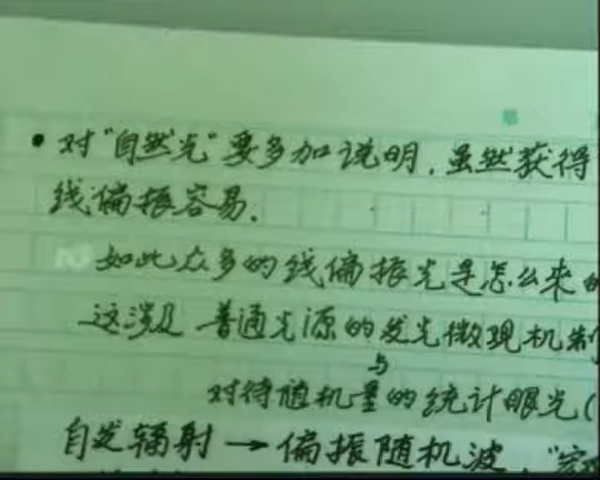 • 对"自然光"要多加说明,虽然获得
线偏振容易.
如此众多的线偏振光是怎么来的
这涉及普通光源的发光微观机制
与
对待随机量的统计眼光(
自发辐射→偏振随机波,"宏观